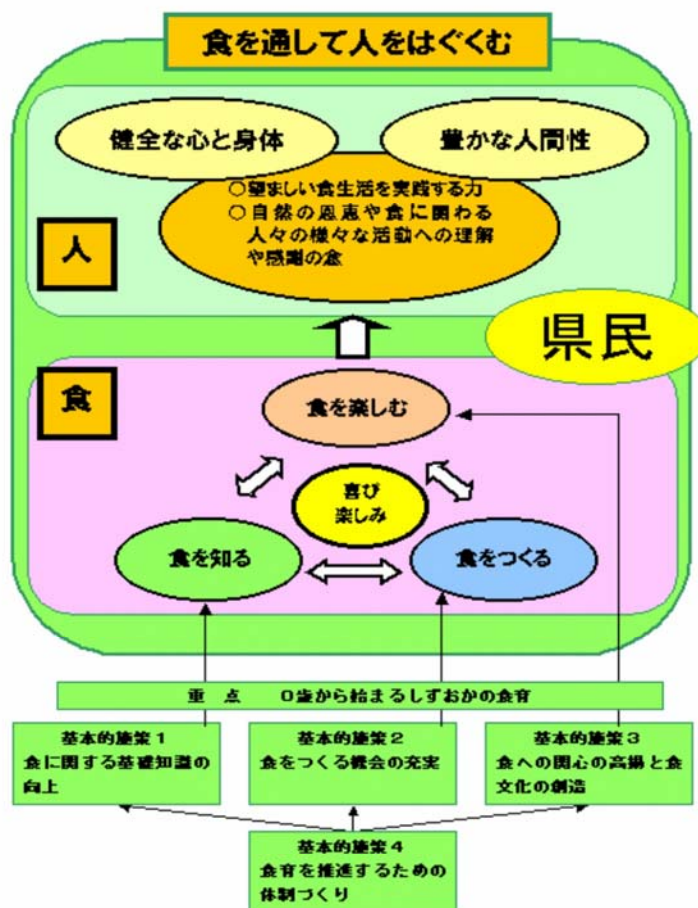 食を通して人をはぐくむ
健全な心と身体
豊かな人間性
○望ましい食生活を実践する力
○自然の恩恵や食に関わる
人々の様々な活動への理解
や感謝の念
人
県民
食
食を楽しむ
喜び
楽しみ
食を知る
食をつくる
重 点 0歳から始まるしずおかの食育
基本的施策1
食に関する基礎知識の
向上
基本的施策2
食をつくる機会の充実
基本的施策3
食への関心の高揚と食
文化の創造
基本的施策4
食育を推進するための
体制づくり